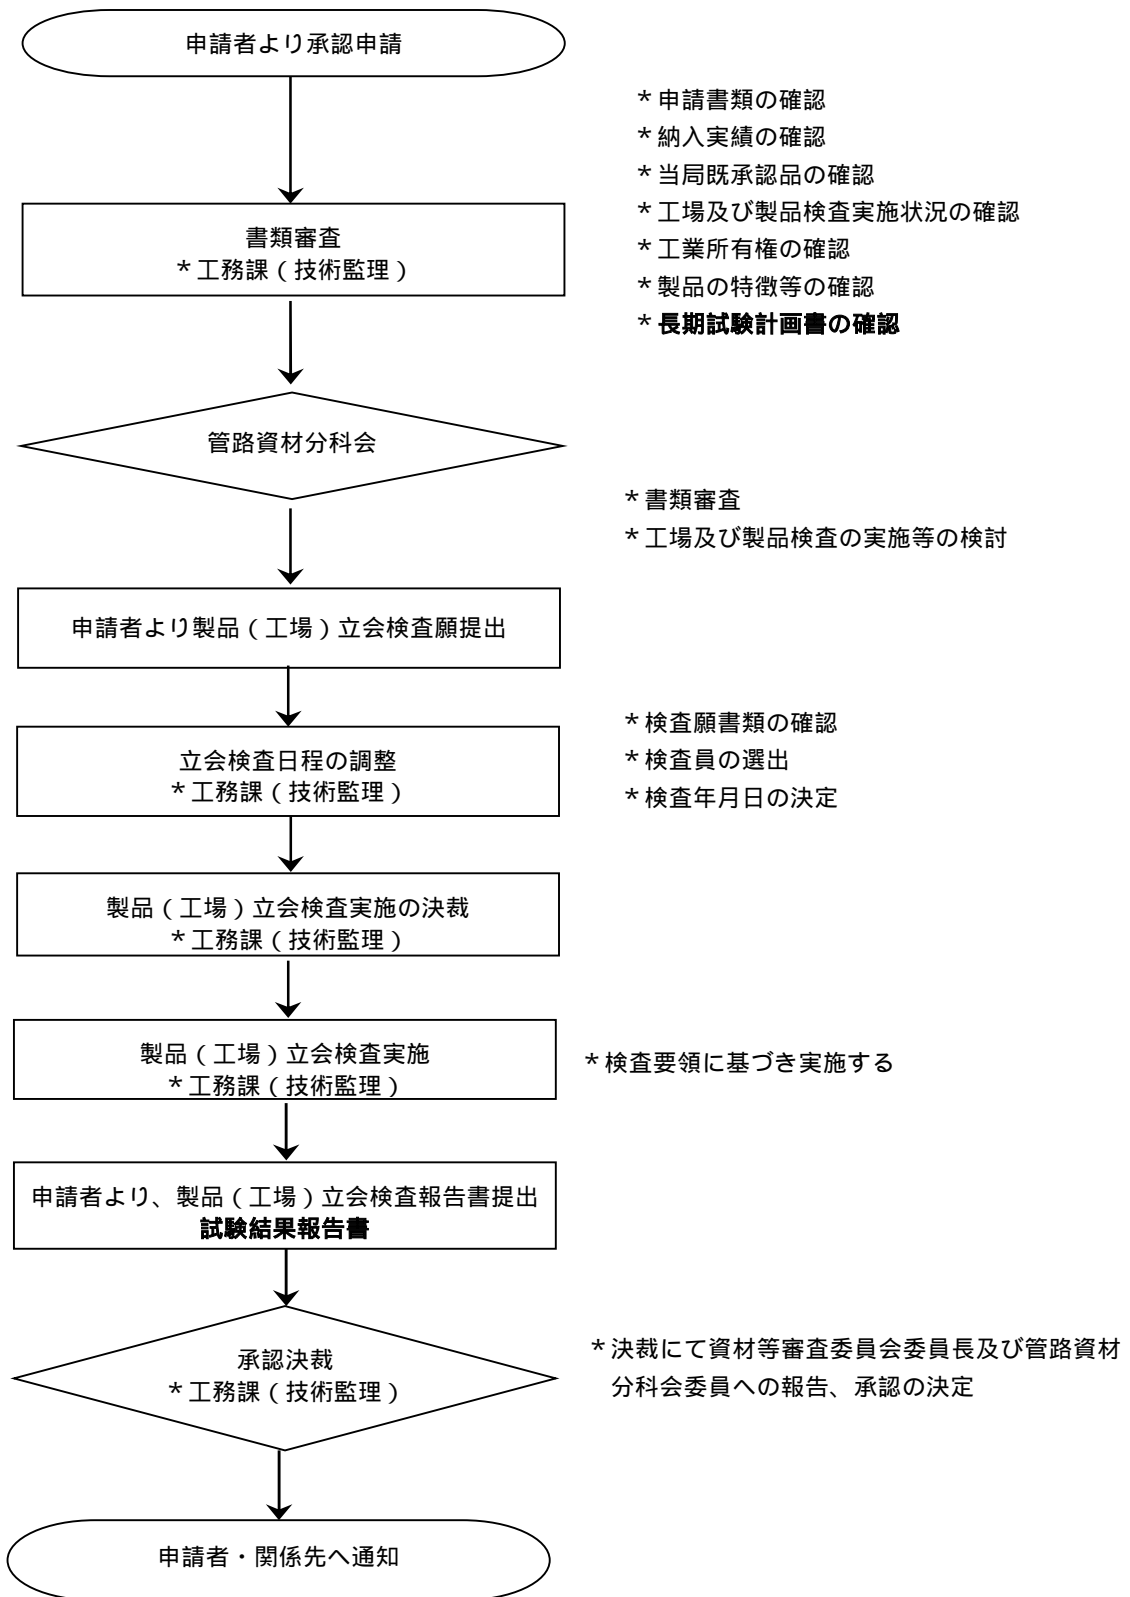 申請者より承認申請
＊申請書類の確認
＊納入実績の確認
＊当局既承認品の確認
＊工場及び製品検査実施状況の確認
＊工業所有権の確認
＊製品の特徴等の確認
＊長期試験計画書の確認
書類審査
＊工務課（技術監理）
管路資材分科会
＊書類審査
＊工場及び製品検査の実施等の検討
申請者より製品（工場）立会検査願提出
立会検査日程の調整
＊工務課（技術監理）
＊検査願書類の確認
＊検査員の選出
＊検査年月日の決定
製品（工場）立会検査実施の決裁
＊工務課（技術監理）
製品（工場）立会検査実施
＊工務課（技術監理）
＊検査要領に基づき実施する
申請者より、製品（工場）立会検査報告書提出
試験結果報告書
承認決裁
＊工務課（技術監理）
＊決裁にて資材等審査委員会委員長及び管路資材
分科会委員への報告、承認の決定
申請者・関係先へ通知